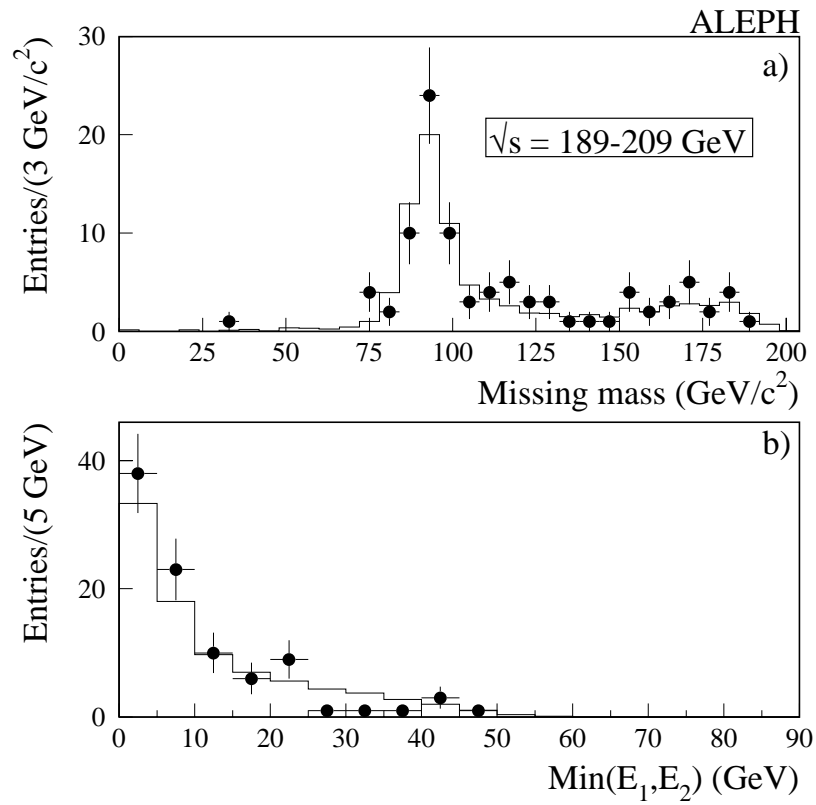 ALEPH
a)
√s = 189-209 GeV
Entries/(3 GeV/c²)
30
20
10
0
0 25 50 75 100 125 150 175 200
Missing mass (GeV/c²)
b)
Entries/(5 GeV)
40
20
0
0 10 20 30 40 50 60 70 80 90
Min(E₁,E₂) (GeV)